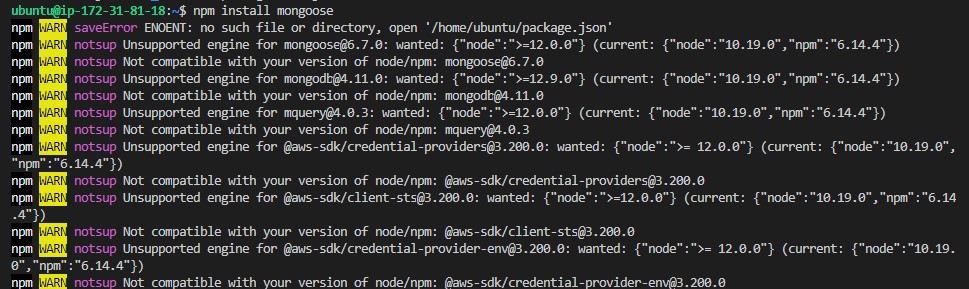 ubuntu@ip-172-31-81-18:~$ npm install mongoose
npm WARN saveError ENOENT: no such file or directory, open '/home/ubuntu/package.json'
npm WARN notsup Unsupported engine for mongoose@6.7.0: wanted: {"node":">=12.0.0"} (current: {"node":"10.19.0","npm":"6.14.4"})
npm WARN notsup Not compatible with your version of node/npm: mongoose@6.7.0
npm WARN notsup Unsupported engine for mongodb@4.11.0: wanted: {"node":">=12.9.0"} (current: {"node":"10.19.0","npm":"6.14.4"})
npm WARN notsup Not compatible with your version of node/npm: mongodb@4.11.0
npm WARN notsup Unsupported engine for mquery@4.0.3: wanted: {"node":">=12.0.0"} (current: {"node":"10.19.0","npm":"6.14.4"})
npm WARN notsup Not compatible with your version of node/npm: mquery@4.0.3
npm WARN notsup Unsupported engine for @aws-sdk/credential-providers@3.200.0: wanted: {"node":">= 12.0.0"} (current: {"node":"10.19.0",
"npm":"6.14.4"})
npm WARN notsup Not compatible with your version of node/npm: @aws-sdk/credential-providers@3.200.0
npm WARN notsup Unsupported engine for @aws-sdk/client-sts@3.200.0: wanted: {"node":">=12.0.0"} (current: {"node":"10.19.0","npm":"6.14
.4"})
npm WARN notsup Not compatible with your version of node/npm: @aws-sdk/client-sts@3.200.0
npm WARN notsup Unsupported engine for @aws-sdk/credential-provider-env@3.200.0: wanted: {"node":">= 12.0.0"} (current: {"node":"10.19.
0","npm":"6.14.4"})
npm WARN notsup Not compatible with your version of node/npm: @aws-sdk/credential-provider-env@3.200.0